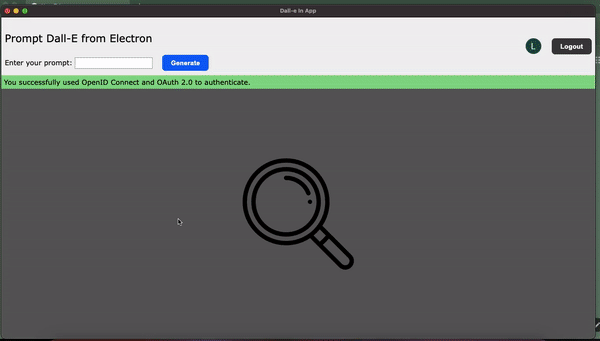 Dall-e In App
Prompt Dall-E from Electron
L
Logout
Enter your prompt:
Generate
You successfully used OpenID Connect and OAuth 2.0 to authenticate.